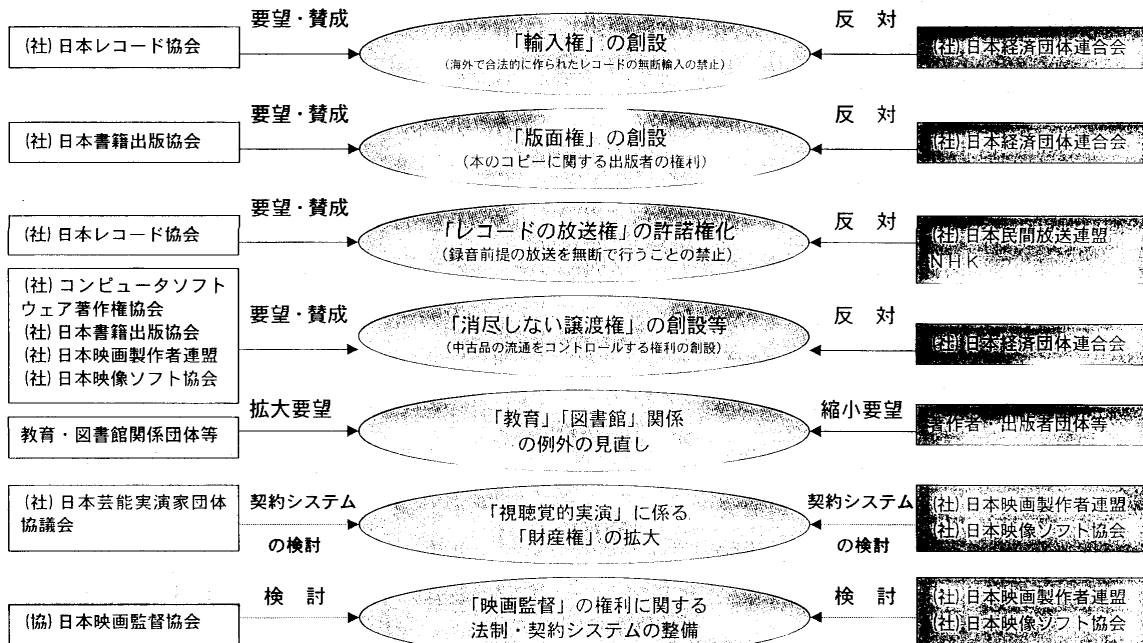 (社)日本レコード協会
要望・賛成
「輸入権」の創設
(海外で合法的に作られたレコードの無断輸入の禁止)
反 対
(社)日本経済団体連合会
(社)日本書籍出版協会
要望・賛成
「版面権」の創設
(本のコピーに関する出版者の権利)
反 対
(社)日本経済団体連合会
(社)日本レコード協会
要望・賛成
「レコードの放送権」の許諾権化
(録音前提の放送を無断で行うことの禁止)
反 対
(社)日本民間放送連盟
NHK
(社)コンピュータソフト
ウェア著作権協会
(社)日本書籍出版協会
(社)日本映画製作者連盟
(社)日本映像ソフト協会
要望・賛成
「消尽しない譲渡権」の創設等
(中古品の流通をコントロールする権利の創設)
反 対
(社)日本経済団体連合会
教育・図書館関係団体等
拡大要望
「教育」「図書館」関係
の例外の見直し
縮小要望
著作者・出版者団体等
(社)日本芸能実演家団体
協議会
契約システム
の検討
「視聴覚的実演」に係る
「財産権」の拡大
契約システム
の検討
(社)日本映画製作者連盟
(社)日本映像ソフト協会
(協)日本映画監督協会
検 討
「映画監督」の権利に関する
法制・契約システムの整備
検 討
(社)日本映画製作者連盟
(社)日本映像ソフト協会